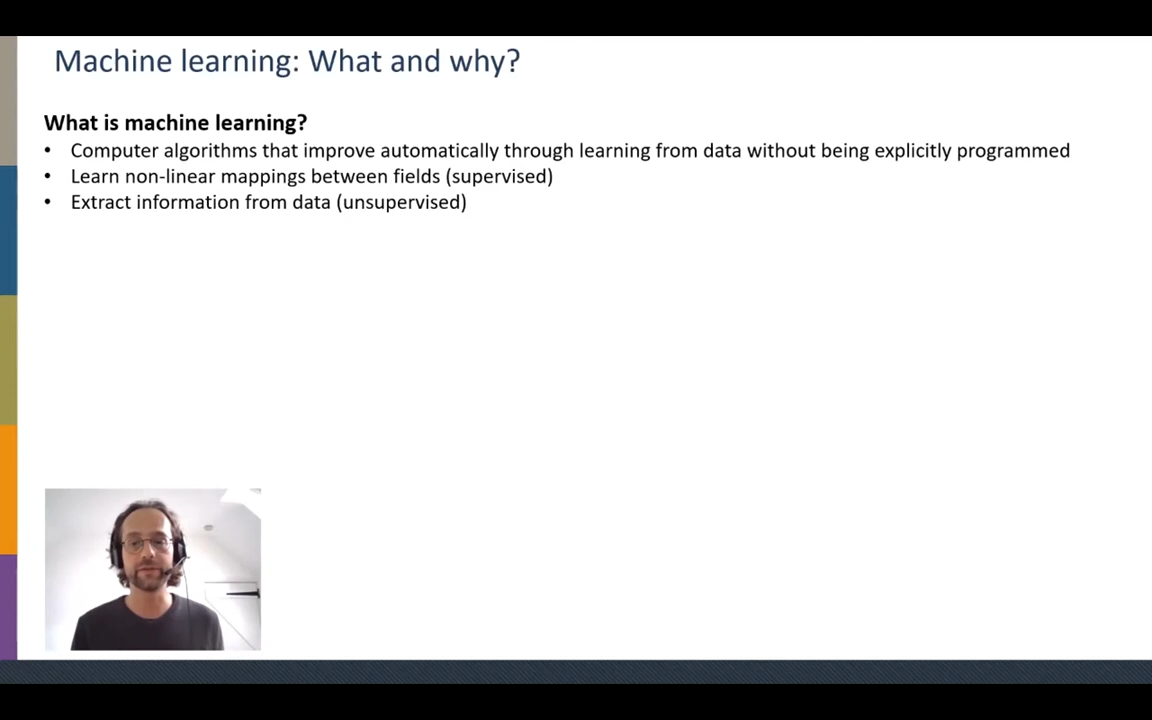 Machine learning: What and why?
What is machine learning?
• Computer algorithms that improve automatically through learning from data without being explicitly programmed
• Learn non-linear mappings between fields (supervised)
• Extract information from data (unsupervised)